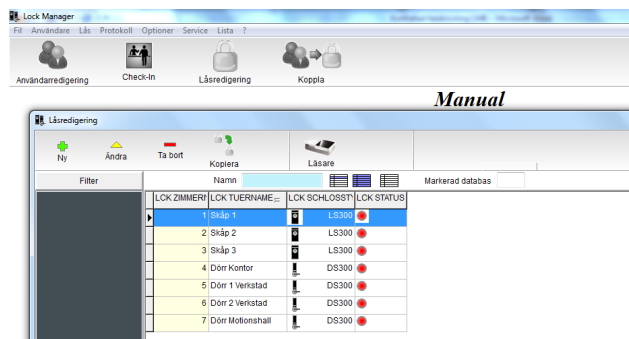 Lock Manager
Fil Användare Lås Protokoll Optioner Service Lista ?
Användarredigering Check-In Låsredigering Koppla
Manual
Låsredigering
Ny Ändra Ta bort Kopiera Läsare
Filter Namn Markerad databas
LCK ZIMMERN LCK TUERNAME LCK SCHLOSSTY LCK STATUS
1 Skåp 1 LS300
2 Skåp 2 LS300
3 Skåp 3 LS300
4 Dörr Kontor DS300
5 Dörr 1 Verkstad DS300
6 Dörr 2 Verkstad DS300
7 Dörr Motionshall DS300